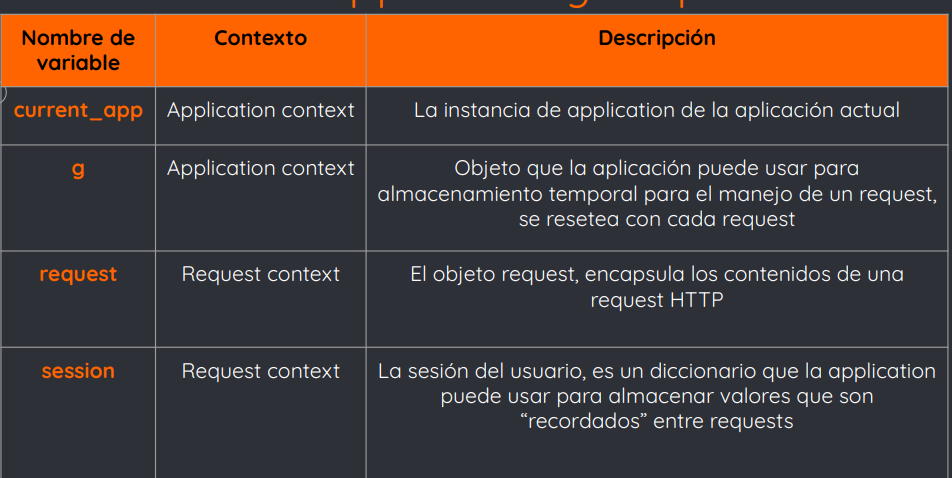 Nombre de
variable
Contexto
Descripción
current_app
Application context
La instancia de application de la aplicación actual
g
Application context
Objeto que la aplicación puede usar para
almacenamiento temporal para el manejo de un request,
se resetea con cada request
request
Request context
El objeto request, encapsula los contenidos de una
request HTTP
session
Request context
La sesión del usuario, es un diccionario que la application
puede usar para almacenar valores que son
“recordados” entre requests